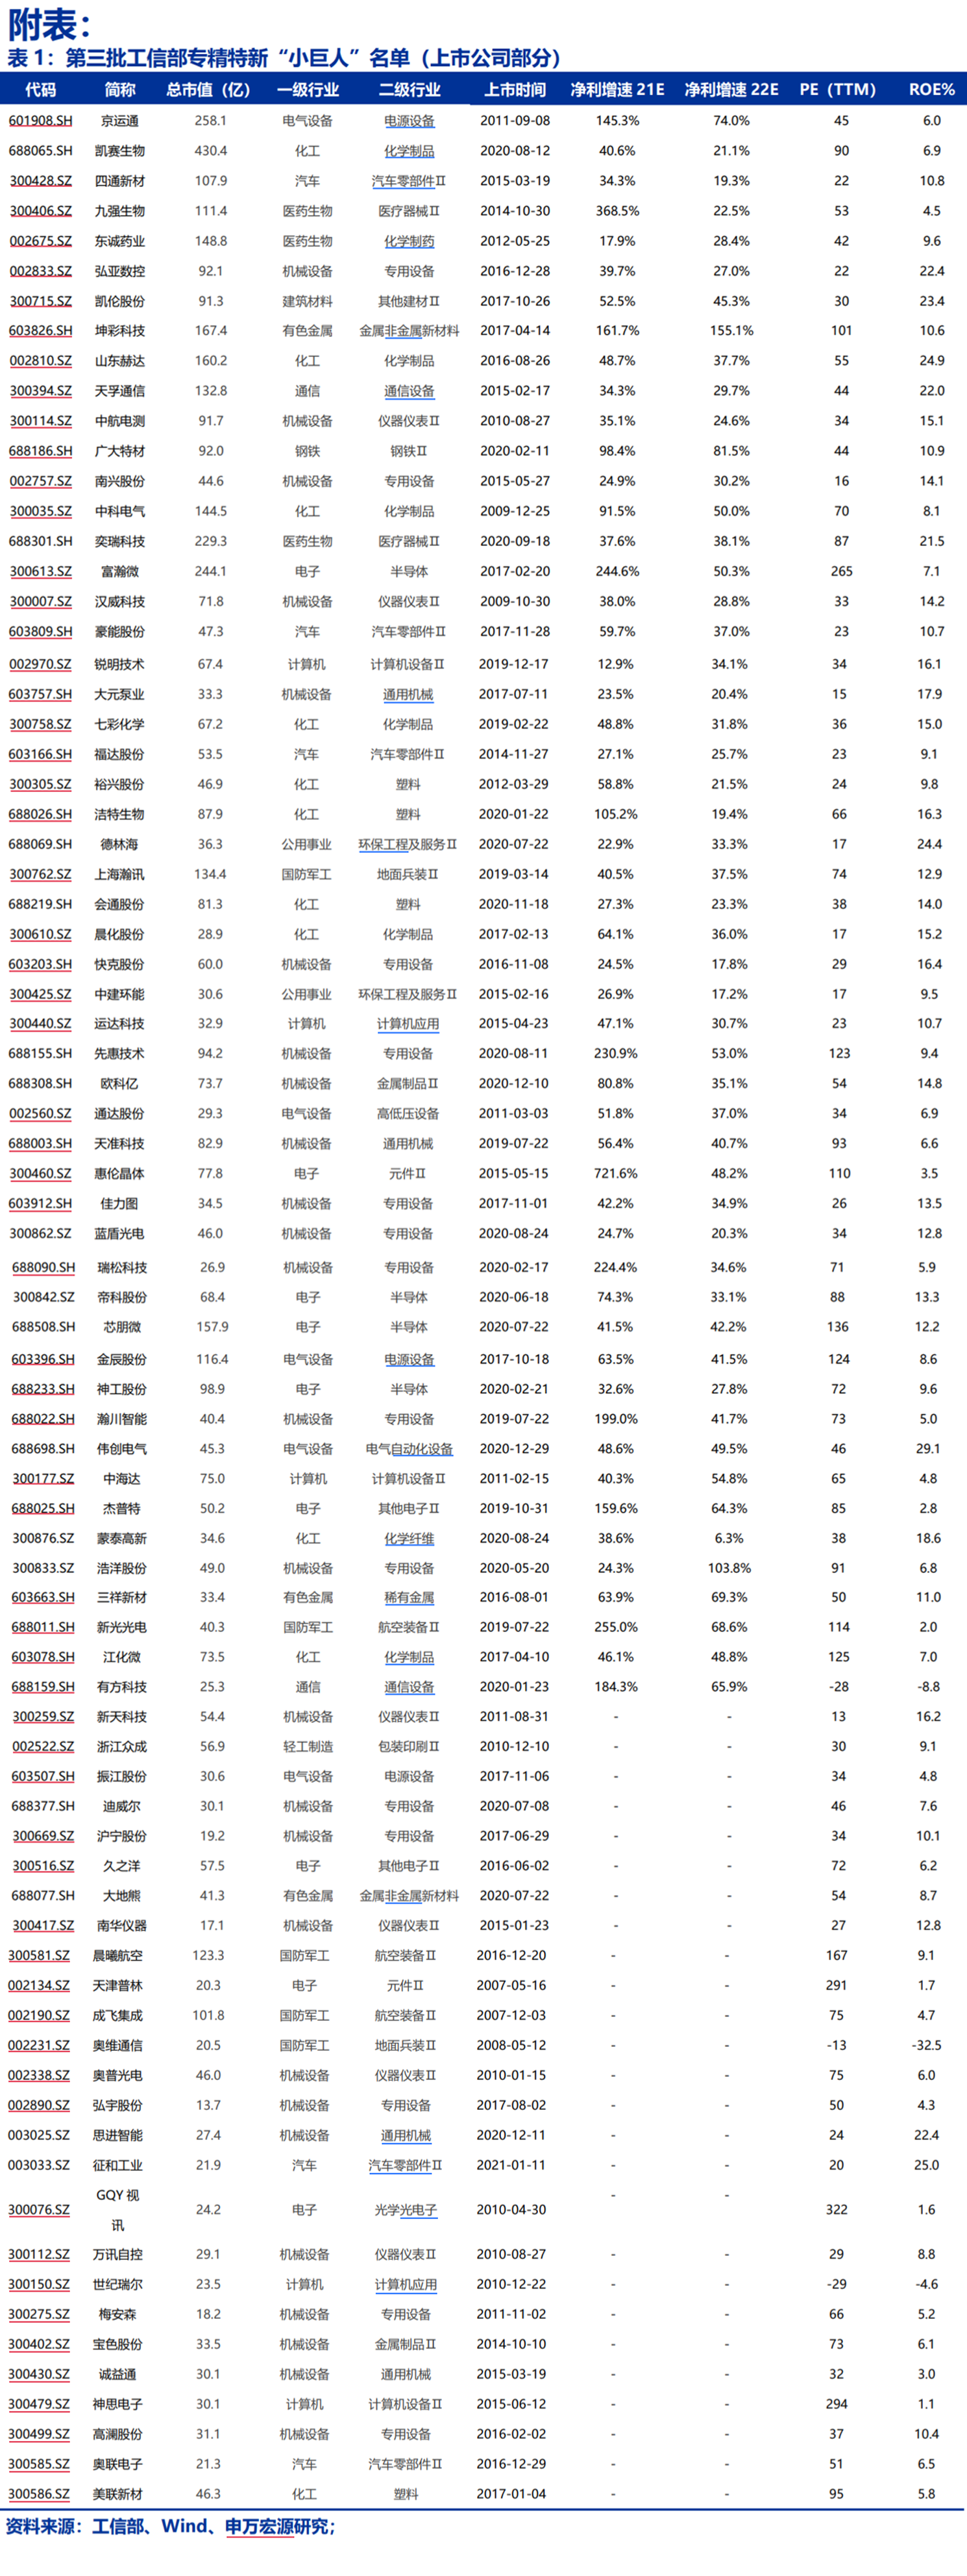 附表：
表 1：第三批工信部专精特新“小巨人”名单（上市公司部分）
代码 简称 总市值（亿） 一级行业 二级行业 上市时间 净利增速 21E 净利增速 22E PE（TTM） ROE%
601908.SH 京运通 258.1 电气设备 电源设备 2011-09-08 145.3% 74.0% 45 6.0
688065.SH 凯赛生物 430.4 化工 化学制品 2020-08-12 40.6% 21.1% 90 6.9
300428.SZ 四通新材 107.9 汽车 汽车零部件Ⅱ 2015-03-19 34.3% 19.3% 22 10.8
300406.SZ 九强生物 111.4 医药生物 医疗器械Ⅱ 2014-10-30 368.5% 22.5% 53 4.5
002675.SZ 东诚药业 148.8 医药生物 化学制药 2012-05-25 17.9% 28.4% 42 9.6
002833.SZ 弘亚数控 92.1 机械设备 专用设备 2016-12-28 39.7% 27.0% 22 22.4
300715.SZ 凯伦股份 91.3 建筑材料 其他建材Ⅱ 2017-10-26 52.5% 45.3% 30 23.4
603826.SH 坤彩科技 167.4 有色金属 金属非金属新材料 2017-04-14 161.7% 155.1% 101 10.6
002810.SZ 山东赫达 160.2 化工 化学制品 2016-08-26 48.7% 37.7% 55 24.9
300394.SZ 天孚通信 132.8 通信 通信设备 2015-02-17 34.3% 29.7% 44 22.0
300114.SZ 中航电测 91.7 机械设备 仪器仪表Ⅱ 2010-08-27 35.1% 24.6% 34 15.1
688186.SH 广大特材 92.0 钢铁 钢铁Ⅱ 2020-02-11 98.4% 81.5% 44 10.9
002757.SZ 南兴股份 44.6 机械设备 专用设备 2015-05-27 24.9% 30.2% 16 14.1
300035.SZ 中科电气 144.5 化工 化学制品 2009-12-25 91.5% 50.0% 70 8.1
688301.SH 奕瑞科技 229.3 医药生物 医疗器械Ⅱ 2020-09-18 37.6% 38.1% 87 21.5
300613.SZ 富瀚微 244.1 电子 半导体 2017-02-20 244.6% 50.3% 265 7.1
300007.SZ 汉威科技 71.8 机械设备 仪器仪表Ⅱ 2009-10-30 38.0% 28.8% 33 14.2
603809.SH 豪能股份 47.3 汽车 汽车零部件Ⅱ 2017-11-28 59.7% 37.0% 23 10.7
002970.SZ 锐明技术 67.4 计算机 计算机设备Ⅱ 2019-12-17 12.9% 34.1% 34 16.1
603757.SH 大元泵业 33.3 机械设备 通用机械 2017-07-11 23.5% 20.4% 15 17.9
300758.SZ 七彩化学 67.2 化工 化学制品 2019-02-22 48.8% 31.8% 36 15.0
603166.SH 福达股份 53.5 汽车 汽车零部件Ⅱ 2014-11-27 27.1% 25.7% 23 9.1
300305.SZ 裕兴股份 46.9 化工 塑料 2012-03-29 58.8% 21.5% 24 9.8
688026.SH 洁特生物 87.9 化工 塑料 2020-01-22 105.2% 19.4% 66 16.3
688069.SH 德林海 36.3 公用事业 环保工程及服务Ⅱ 2020-07-22 22.9% 33.3% 17 24.4
300762.SZ 上海瀚讯 134.4 国防军工 地面兵装Ⅱ 2019-03-14 40.5% 37.5% 74 12.9
688219.SH 会通股份 81.3 化工 塑料 2020-11-18 27.3% 23.3% 38 14.0
300610.SZ 晨化股份 28.9 化工 化学制品 2017-02-13 64.1% 36.0% 17 15.2
603203.SH 快克股份 60.0 机械设备 专用设备 2016-11-08 24.5% 17.8% 29 16.4
300425.SZ 中建环能 30.6 公用事业 环保工程及服务Ⅱ 2015-02-16 26.9% 17.2% 17 9.5
300440.SZ 运达科技 32.9 计算机 计算机应用 2015-04-23 47.1% 30.7% 23 10.7
688155.SH 先惠技术 94.2 机械设备 专用设备 2020-08-11 230.9% 53.0% 123 9.4
688308.SH 欧科亿 73.7 机械设备 金属制品Ⅱ 2020-12-10 80.8% 35.1% 54 14.8
002560.SZ 通达股份 29.3 电气设备 高低压设备 2011-03-03 51.8% 37.0% 34 6.9
688003.SH 天准科技 82.9 机械设备 通用机械 2019-07-22 56.4% 40.7% 93 6.6
300460.SZ 惠伦晶体 77.8 电子 元件Ⅱ 2015-05-15 721.6% 48.2% 110 3.5
603912.SH 佳力图 34.5 机械设备 专用设备 2017-11-01 42.2% 34.9% 26 13.5
300862.SZ 蓝盾光电 46.0 机械设备 专用设备 2020-08-24 24.7% 20.3% 34 12.8
688090.SH 瑞松科技 26.9 机械设备 专用设备 2020-02-17 224.4% 34.6% 71 5.9
300842.SZ 帝科股份 68.4 电子 半导体 2020-06-18 74.3% 33.1% 88 13.3
688508.SH 芯朋微 157.9 电子 半导体 2020-07-22 41.5% 42.2% 136 12.2
603396.SH 金辰股份 116.4 电气设备 电源设备 2017-10-18 63.5% 41.5% 124 8.6
688233.SH 神工股份 98.9 电子 半导体 2020-02-21 32.6% 27.8% 72 9.6
688022.SH 瀚川智能 40.4 机械设备 专用设备 2019-07-22 199.0% 41.7% 73 5.0
688698.SH 伟创电气 45.3 电气设备 电气自动化设备 2020-12-29 48.6% 49.5% 46 29.1
300177.SZ 中海达 75.0 计算机 计算机设备Ⅱ 2011-02-15 40.3% 54.8% 65 4.8
688025.SH 杰普特 50.2 电子 其他电子Ⅱ 2019-10-31 159.6% 64.3% 85 2.8
300876.SZ 蒙泰高新 34.6 化工 化学纤维 2020-08-24 38.6% 6.3% 38 18.6
300833.SZ 浩洋股份 49.0 机械设备 专用设备 2020-05-20 24.3% 103.8% 91 6.8
603663.SH 三祥新材 33.4 有色金属 稀有金属 2016-08-01 63.9% 69.3% 50 11.0
688011.SH 新光光电 40.3 国防军工 航空装备Ⅱ 2019-07-22 255.0% 68.6% 114 2.0
603078.SH 江化微 73.5 化工 化学制品 2017-04-10 46.1% 48.8% 125 7.0
688159.SH 有方科技 25.3 通信 通信设备 2020-01-23 184.3% 65.9% -28 -8.8
300259.SZ 新天科技 54.4 机械设备 仪器仪表Ⅱ 2011-08-31 - - 13 16.2
002522.SZ 浙江众成 56.9 轻工制造 包装印刷Ⅱ 2010-12-10 - - 30 9.1
603507.SH 振江股份 30.6 电气设备 电源设备 2017-11-06 - - 34 4.8
688377.SH 迪威尔 30.1 机械设备 专用设备 2020-07-08 - - 46 7.6
300669.SZ 沪宁股份 19.2 机械设备 专用设备 2017-06-29 - - 34 10.1
300516.SZ 久之洋 57.5 电子 其他电子Ⅱ 2016-06-02 - - 72 6.2
688077.SH 大地熊 41.3 有色金属 金属非金属新材料 2020-07-22 - - 54 8.7
300417.SZ 南华仪器 17.1 机械设备 仪器仪表Ⅱ 2015-01-23 - - 27 12.8
300581.SZ 晨曦航空 123.3 国防军工 航空装备Ⅱ 2016-12-20 - - 167 9.1
002134.SZ 天津普林 20.3 电子 元件Ⅱ 2007-05-16 - - 291 1.7
002190.SZ 成飞集成 101.8 国防军工 航空装备Ⅱ 2007-12-03 - - 75 4.7
002231.SZ 奥维通信 20.5 国防军工 地面兵装Ⅱ 2008-05-12 - - -13 -32.5
002338.SZ 奥普光电 46.0 机械设备 仪器仪表Ⅱ 2010-01-15 - - 75 6.0
002890.SZ 弘宇股份 13.7 机械设备 专用设备 2017-08-02 - - 50 4.3
003025.SZ 思进智能 27.4 机械设备 通用机械 2020-12-11 - - 24 22.4
003033.SZ 征和工业 21.9 汽车 汽车零部件Ⅱ 2021-01-11 - - 20 25.0
GQY 视
300076.SZ 24.2 电子 光学光电子 2010-04-30 - - 322 1.6
讯
300112.SZ 万讯自控 29.1 机械设备 仪器仪表Ⅱ 2010-08-27 - - 29 8.8
300150.SZ 世纪瑞尔 23.5 计算机 计算机应用 2010-12-22 - - -29 -4.6
300275.SZ 梅安森 18.2 机械设备 专用设备 2011-11-02 - - 66 5.2
300402.SZ 宝色股份 33.5 机械设备 金属制品Ⅱ 2014-10-10 - - 73 6.1
300430.SZ 诚益通 30.1 机械设备 通用机械 2015-03-19 - - 32 3.0
300479.SZ 神思电子 30.1 计算机 计算机设备Ⅱ 2015-06-12 - - 294 1.1
300499.SZ 高澜股份 31.1 机械设备 专用设备 2016-02-02 - - 37 10.4
300585.SZ 奥联电子 21.3 汽车 汽车零部件Ⅱ 2016-12-29 - - 51 6.5
300586.SZ 美联新材 46.3 化工 塑料 2017-01-04 - - 95 5.8
资料来源：工信部、Wind、申万宏源研究；